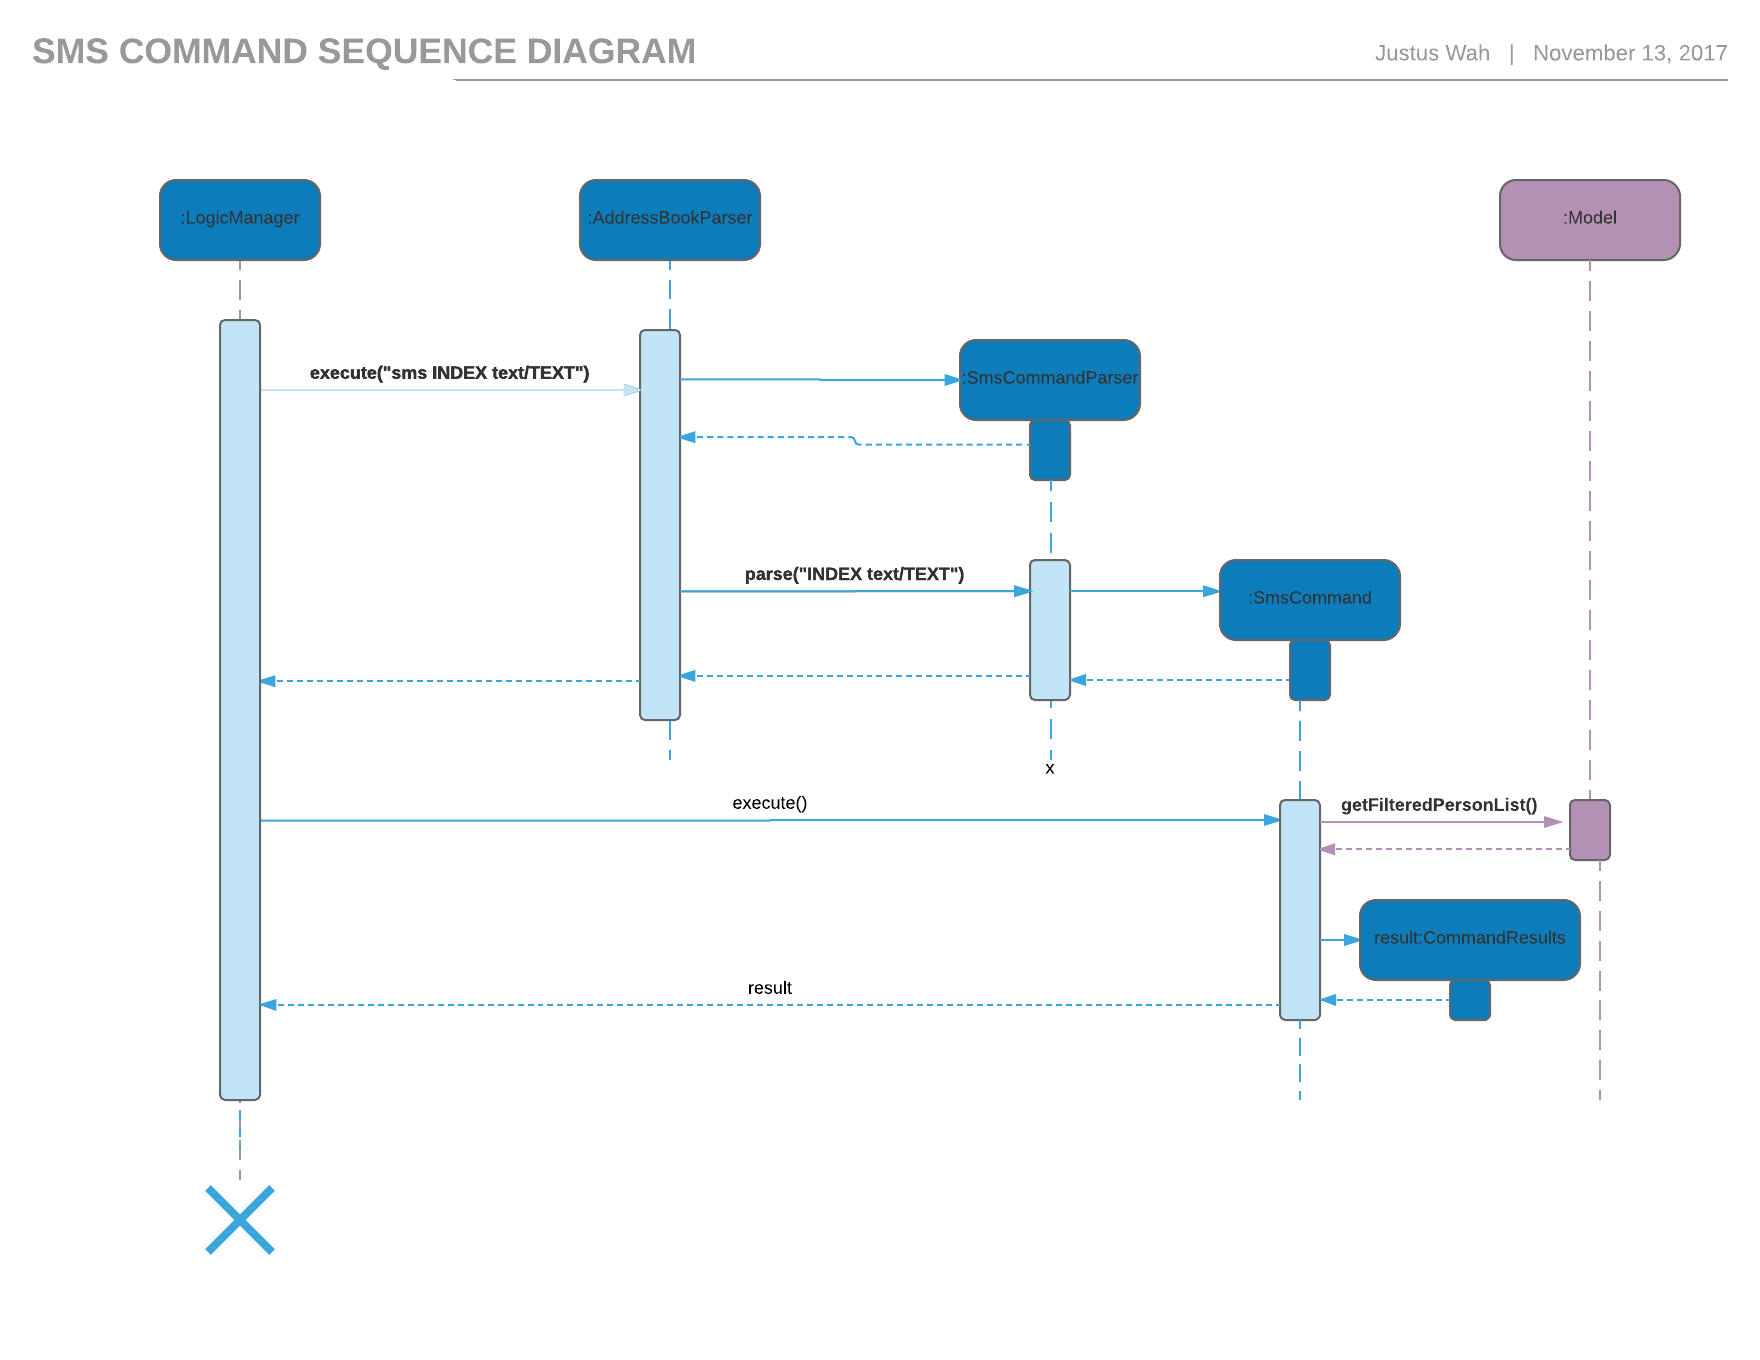 SMS COMMAND SEQUENCE DIAGRAM
Justus Wah | November 13, 2017
:LogicManager
:AddressBookParser
:Model
execute("sms INDEX text/TEXT")
:SmsCommandParser
parse("INDEX text/TEXT")
:SmsCommand
x
execute()
getFilteredPersonList()
result:CommandResults
result